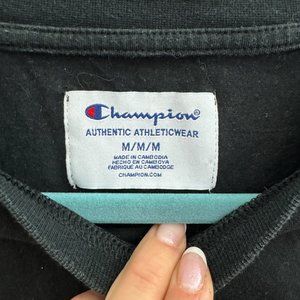 Champion®
AUTHENTIC ATHLETICWEAR
M/M/M
MADE IN CAMBODIA
HECHO EN CAMBOYA
FABRIQUÉ AU CAMBODGE
CHAMPION.COM